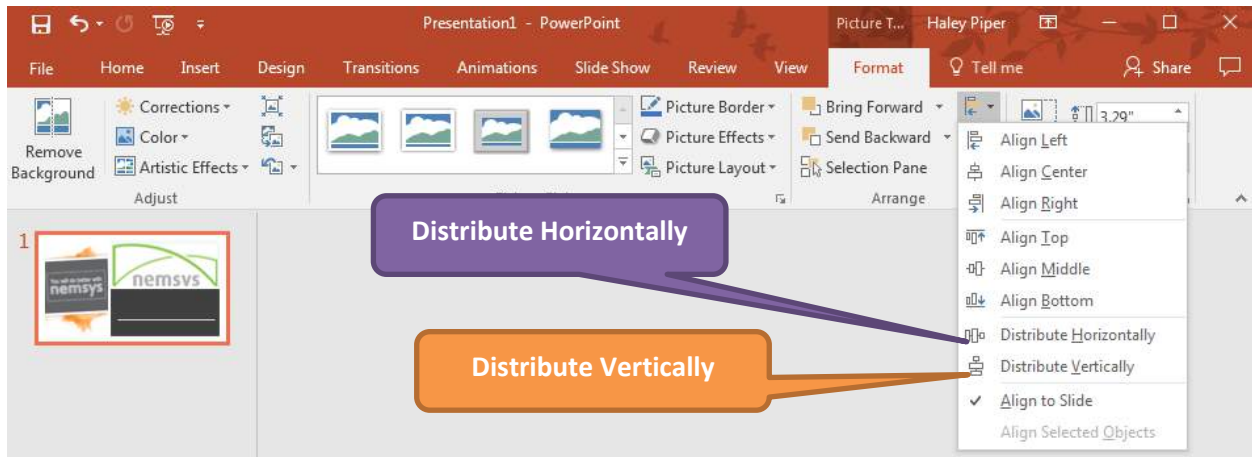 Presentation1 - PowerPoint
Picture T...
Haley Piper
File Home Insert Design Transitions Animations Slide Show Review View Format Tell me Share
Remove
Background
Corrections
Color
Artistic Effects
Adjust
Picture Border
Picture Effects
Picture Layout
Bring Forward
Send Backward
Selection Pane
Arrange
3.29"
Align Left
Align Center
Align Right
Align Top
Align Middle
Align Bottom
Distribute Horizontally
Distribute Vertically
Align to Slide
Align Selected Objects
Distribute Horizontally
Distribute Vertically
1
nemsys
nemsys